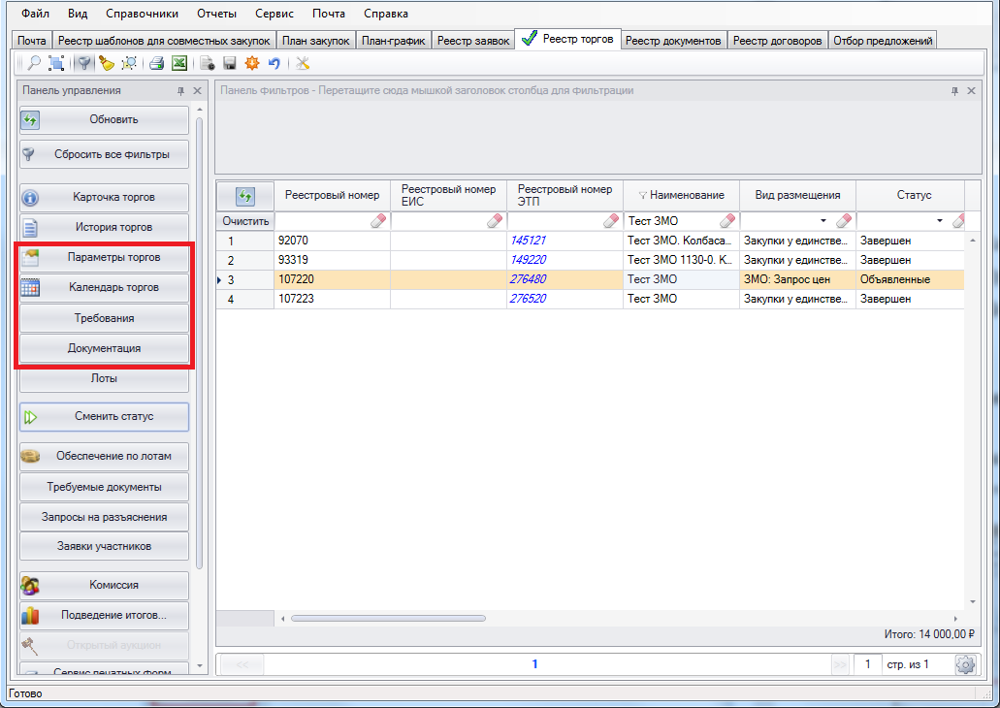 Файл Вид Справочники Отчеты Сервис Почта Справка
Почта Реестр шаблонов для совместных закупок План закупок План-график Реестр заявок Реестр торгов Реестр документов Реестр договоров Отбор предложений
Панель управления
Панель Фильтров - Перетащите сюда мышкой заголовок столбца для фильтрации
Обновить
Сбросить все фильтры
Карточка торгов
История торгов
Параметры торгов
Календарь торгов
Требования
Документация
Лоты
Сменить статус
Обеспечение по лотам
Требуемые документы
Запросы на разъяснения
Заявки участников
Комиссия
Подведение итогов...
Открытый аукцион
Сервис печатных форм
Реестровый номер Реестровый номер ЕИС Реестровый номер ЭТП Наименование Вид размещения Статус
Очистить Тест ЗМО
1 92070 145121 Тест ЗМО. Колбаса... Закупки у единстве... Завершен
2 93319 149220 Тест ЗМО 1130-0. К... Закупки у единстве... Завершен
3 107220 276480 Тест ЗМО ЗМО: Запрос цен Объявленные
4 107223 276520 Тест ЗМО Закупки у единстве... Завершен
Итого: 14 000,00 ₽
<< 1 >> 1 стр. из 1
Готово